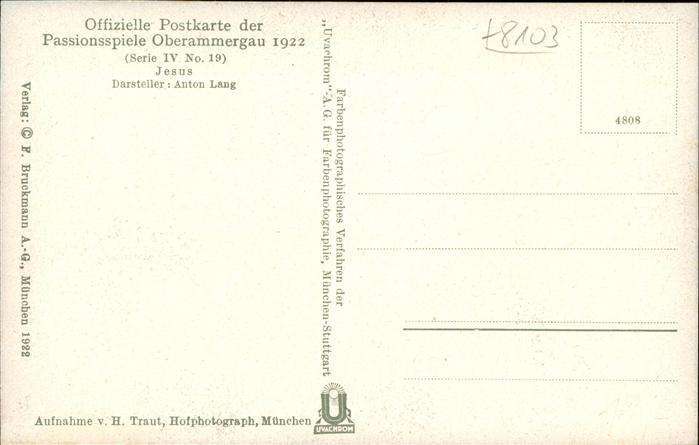 Offizielle Postkarte der
Passionsspiele Oberammergau 1922
(Serie IV No. 19)
Jesus
Darsteller: Anton Lang
Verlag: © F. Bruckmann A.-G., München 1922
Farbenphotographisches Verfahren der
„Uvachrom"-A.G. für Farbenphotographie, München-Stuttgart
8103
4808
Aufnahme v. H. Traut, Hofphotograph, München
UVACHROM